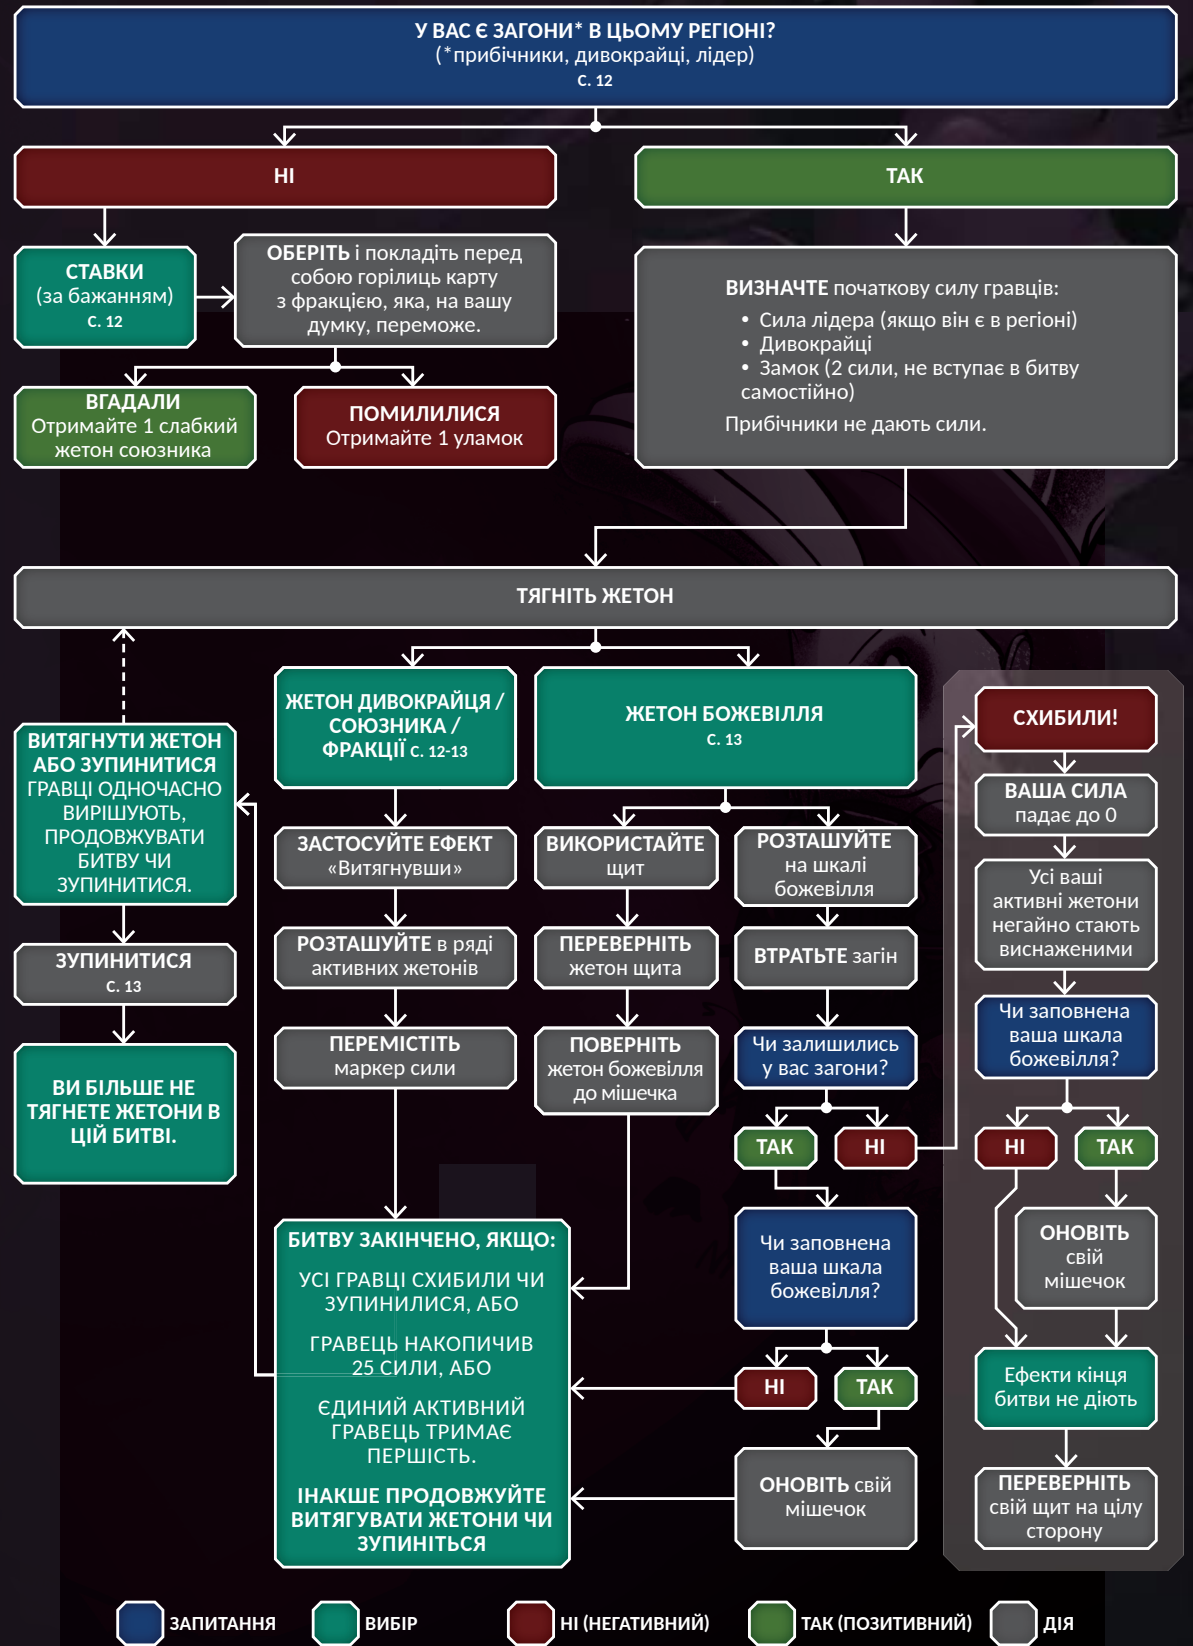 У ВАС Є ЗАГОНИ* В ЦЬОМУ РЕГІОНІ?
(*прибічники, дивокрайці, лідер)
С. 12
НІ
ТАК
СТАВКИ
(за бажанням)
С. 12
ОБЕРІТЬ і покладіть перед
собою горілиць карту
з фракцією, яка, на вашу
думку, переможе.
ВГАДАЛИ
Отримайте 1 слабкий
жетон союзника
ПОМИЛИЛИСЯ
Отримайте 1 уламок
ВИЗНАЧТЕ початкову силу гравців:
• Сила лідера (якщо він є в регіоні)
• Дивокрайці
• Замок (2 сили, не вступає в битву
самостійно)
Прибічники не дають сили.
ТЯГНІТЬ ЖЕТОН
ВИТЯГНУТИ ЖЕТОН
АБО ЗУПИНИТИСЯ
ГРАВЦІ ОДНОЧАСНО
ВИРІШУЮТЬ,
ПРОДОВЖУВАТИ
БИТВУ ЧИ
ЗУПИНИТИСЯ.
ЗУПИНИТИСЯ
С. 13
ВИ БІЛЬШЕ НЕ
ТЯГНЕТЕ ЖЕТОНИ В
ЦІЙ БИТВІ.
ЖЕТОН ДИВОКРАЙЦЯ /
СОЮЗНИКА /
ФРАКЦІЇ С. 12-13
ЗАСТОСУЙТЕ ЕФЕКТ
«Витягнувши»
РОЗТАШУЙТЕ в ряді
активних жетонів
ПЕРЕМІСТІТЬ
маркер сили
ЖЕТОН БОЖЕВІЛЛЯ
С. 13
ВИКОРИСТАЙТЕ
щит
ПЕРЕВЕРНІТЬ
жетон щита
ПОВЕРНІТЬ
жетон божевілля
до мішечка
РОЗТАШУЙТЕ
на шкалі
божевілля
ВТРАТЬТЕ загін
Чи залишились
у вас загони?
ТАК
НІ
Чи заповнена
ваша шкала
божевілля?
НІ
ТАК
ОНОВІТЬ свій
мішечок
БИТВУ ЗАКІНЧЕНО, ЯКЩО:
УСІ ГРАВЦІ СХИБИЛИ ЧИ
ЗУПИНИЛИСЯ, АБО
ГРАВЕЦЬ НАКОПИЧИВ
25 СИЛИ, АБО
ЄДИНИЙ АКТИВНИЙ
ГРАВЕЦЬ ТРИМАЄ
ПЕРШІСТЬ.
ІНАКШЕ ПРОДОВЖУЙТЕ
ВИТЯГУВАТИ ЖЕТОНИ ЧИ
ЗУПИНІТЬСЯ
СХИБИЛИ!
ВАША СИЛА
падає до 0
Усі ваші
активні жетони
негайно стають
виснаженими
Чи заповнена
ваша шкала
божевілля?
НІ
ТАК
ОНОВІТЬ
свій
мішечок
Ефекти кінця
битви не діють
ПЕРЕВЕРНІТЬ
свій щит на цілу
сторону
ЗАПИТАННЯ
ВИБІР
НІ (НЕГАТИВНИЙ)
ТАК (ПОЗИТИВНИЙ)
ДІЯ